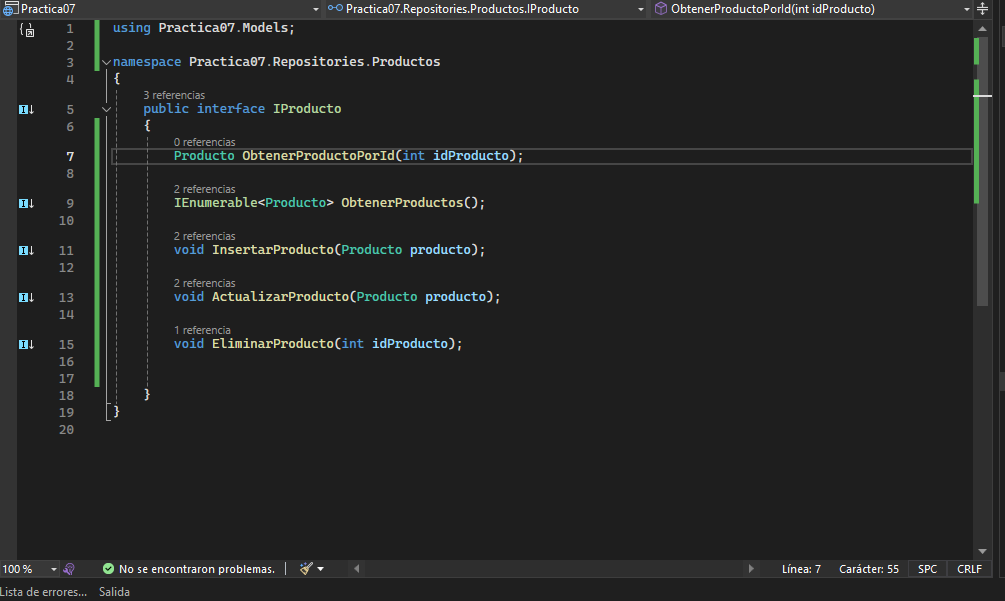 Practica07 Practica07.Repositories.Productos.IProducto ObtenerProductoPorId(int idProducto)
1 using Practica07.Models;
2
3 namespace Practica07.Repositories.Productos
4 {
3 referencias
5 public interface IProducto
6 {
0 referencias
7 Producto ObtenerProductoPorId(int idProducto);
8
2 referencias
9 IEnumerable<Producto> ObtenerProductos();
10
2 referencias
11 void InsertarProducto(Producto producto);
12
2 referencias
13 void ActualizarProducto(Producto producto);
14
1 referencia
15 void EliminarProducto(int idProducto);
16
17
18 }
19 }
20
100 % No se encontraron problemas. Línea: 7 Carácter: 55 SPC CRLF
Lista de errores... Salida